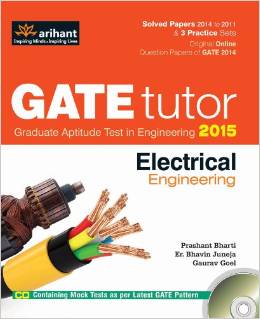 arihant
Inspiring Minds Inspiring Lives
Solved Papers 2014 to 2011
& 3 Practice Sets
Original Online
Question Papers of GATE 2014
GATE tutor
Graduate Aptitude Test in Engineering 2015
Electrical
Engineering
Prashant Bharti
Er. Bhavin Juneja
Gaurav Goel
CD Containing Mock Tests as per Latest GATE Pattern